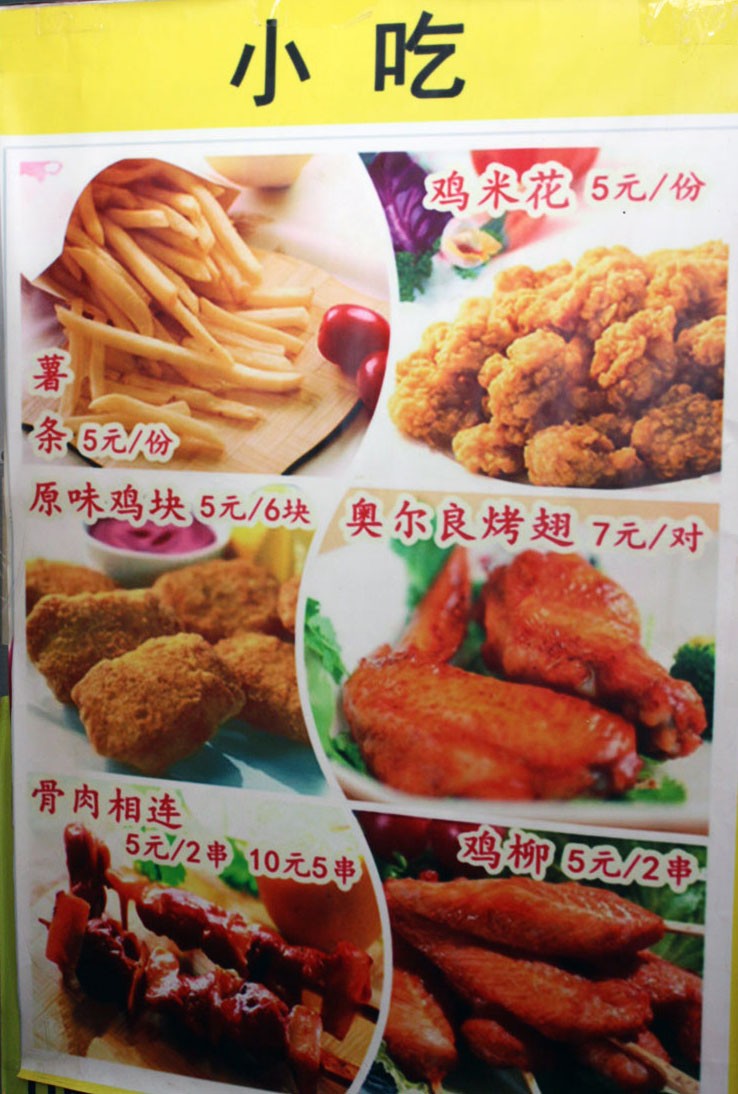 小吃
鸡米花 5元/份
薯
条 5元/份
原味鸡块 5元/6块
奥尔良烤翅 7元/对
骨肉相连
5元/2串 10元5串
鸡柳 5元/2串